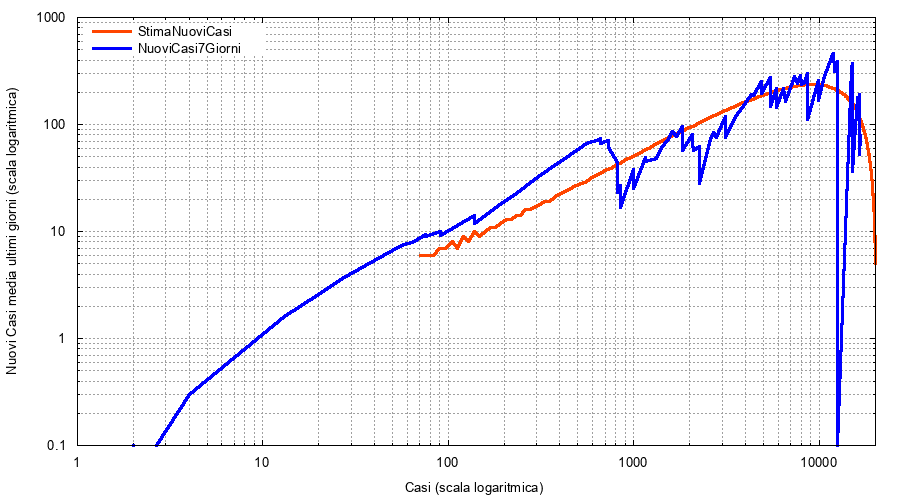 StimaNuoviCasi
NuoviCasi7Giorni
Nuovi Casi media ultimi giorni (scala logaritmica)
1000
100
10
1
0.1
1
10
100
1000
10000
Casi (scala logaritmica)